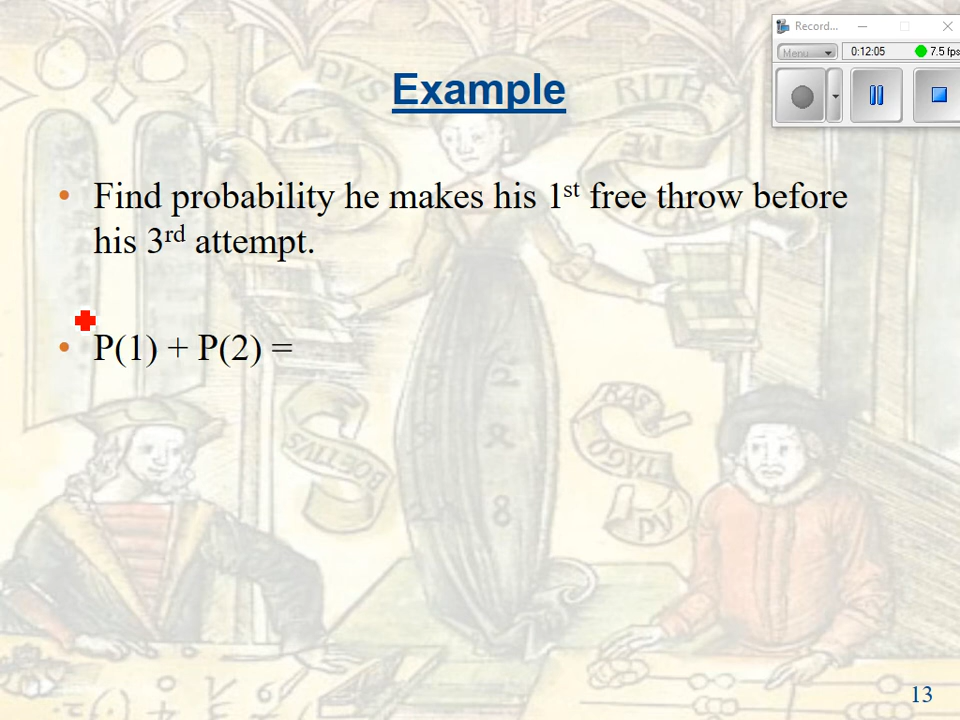 Record...
Menu
0:12:05
7.5 fps
Example
• Find probability he makes his 1st free throw before
his 3rd attempt.
• P(1) + P(2) =
13